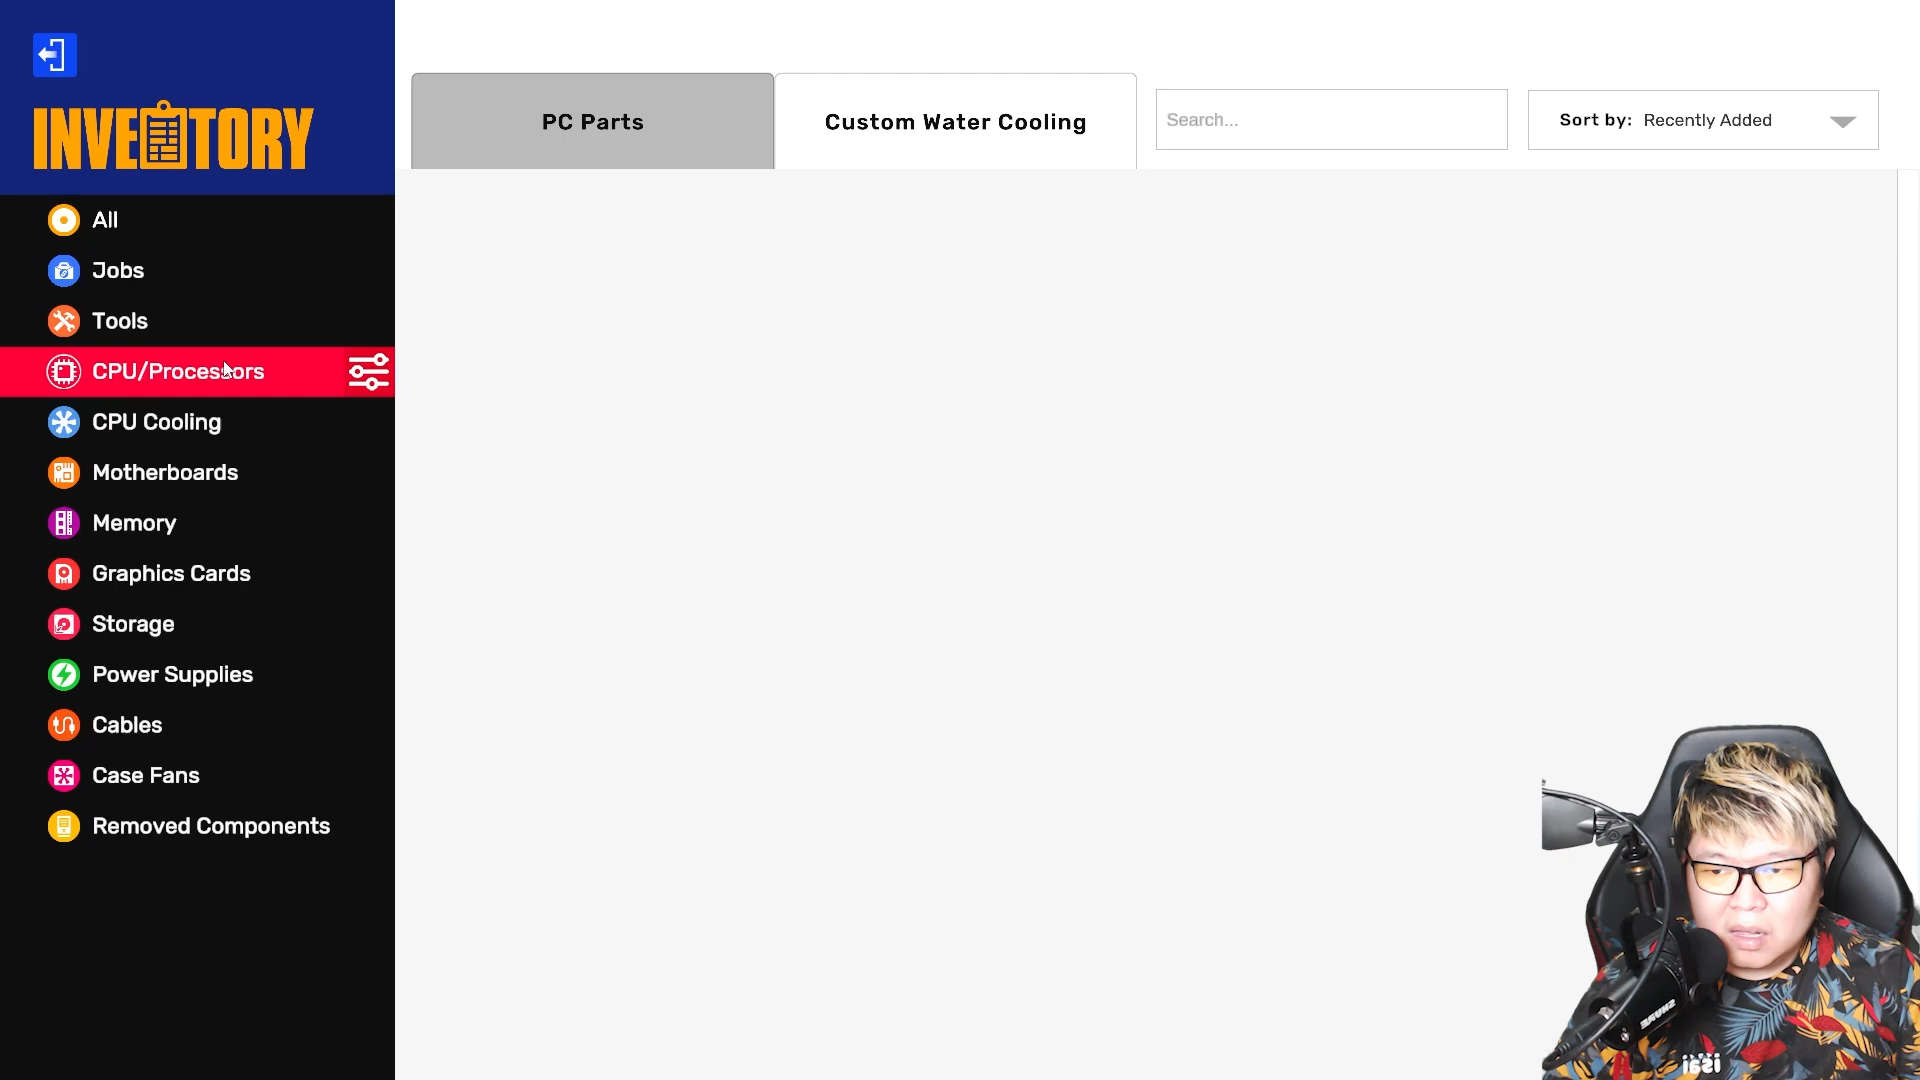 INVENTORY
PC Parts
Custom Water Cooling
Search...
Sort by: Recently Added
All
Jobs
Tools
CPU/Processors
CPU Cooling
Motherboards
Memory
Graphics Cards
Storage
Power Supplies
Cables
Case Fans
Removed Components
SHURE